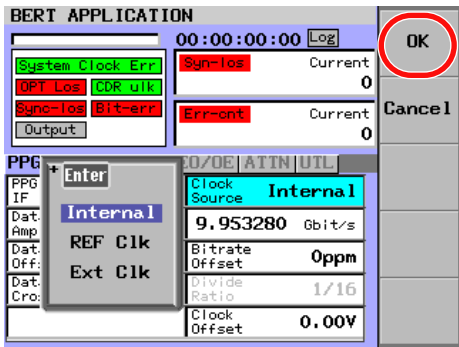 BERT APPLICATION
00:00:00:00 Log
OK
System Clock Err
OPT Los CDR ulk
Sync-los Bit-err
Output
Syn-los Current
0
Cancel
Err-cnt Current
0
PPG EO/OE ATTN UTL
Enter
Internal
REF Clk
Ext Clk
PPG
IF
Clock
Source Internal
Dat
Amp
9.953280 Gbit/s
Dat
Off
Bitrate
Offset 0ppm
Dat
Cro
Divide
Ratio 1/16
Clock
Offset 0.00V